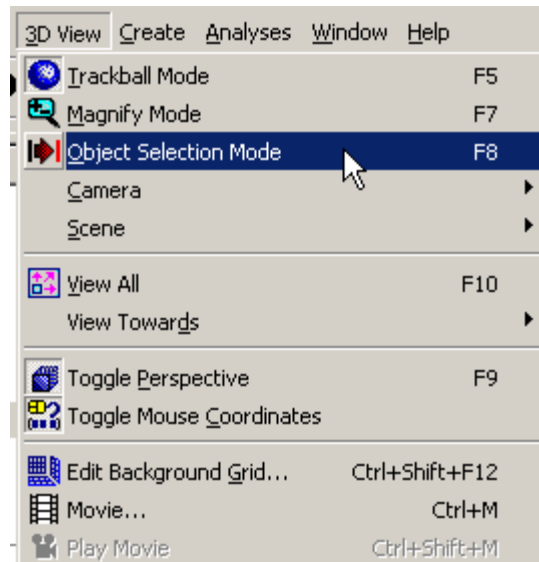 3D View Create Analyses Window Help
Trackball Mode F5
Magnify Mode F7
Object Selection Mode F8
Camera
Scene
View All F10
View Towards
Toggle Perspective F9
Toggle Mouse Coordinates
Edit Background Grid... Ctrl+Shift+F12
Movie... Ctrl+M
Play Movie Ctrl+Shift+M